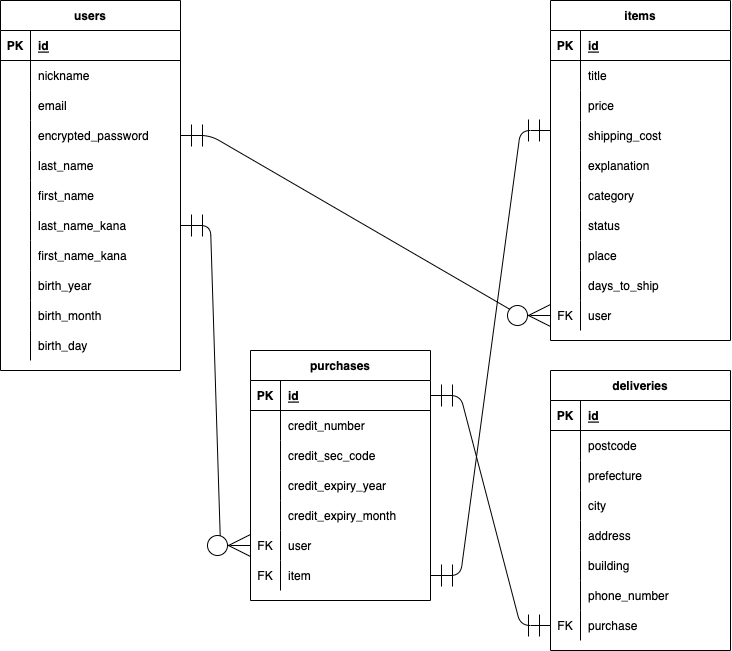 users
PK id
nickname
email
encrypted_password
last_name
first_name
last_name_kana
first_name_kana
birth_year
birth_month
birth_day
items
PK id
title
price
shipping_cost
explanation
category
status
place
days_to_ship
FK user
purchases
PK id
credit_number
credit_sec_code
credit_expiry_year
credit_expiry_month
FK user
FK item
deliveries
PK id
postcode
prefecture
city
address
building
phone_number
FK purchase